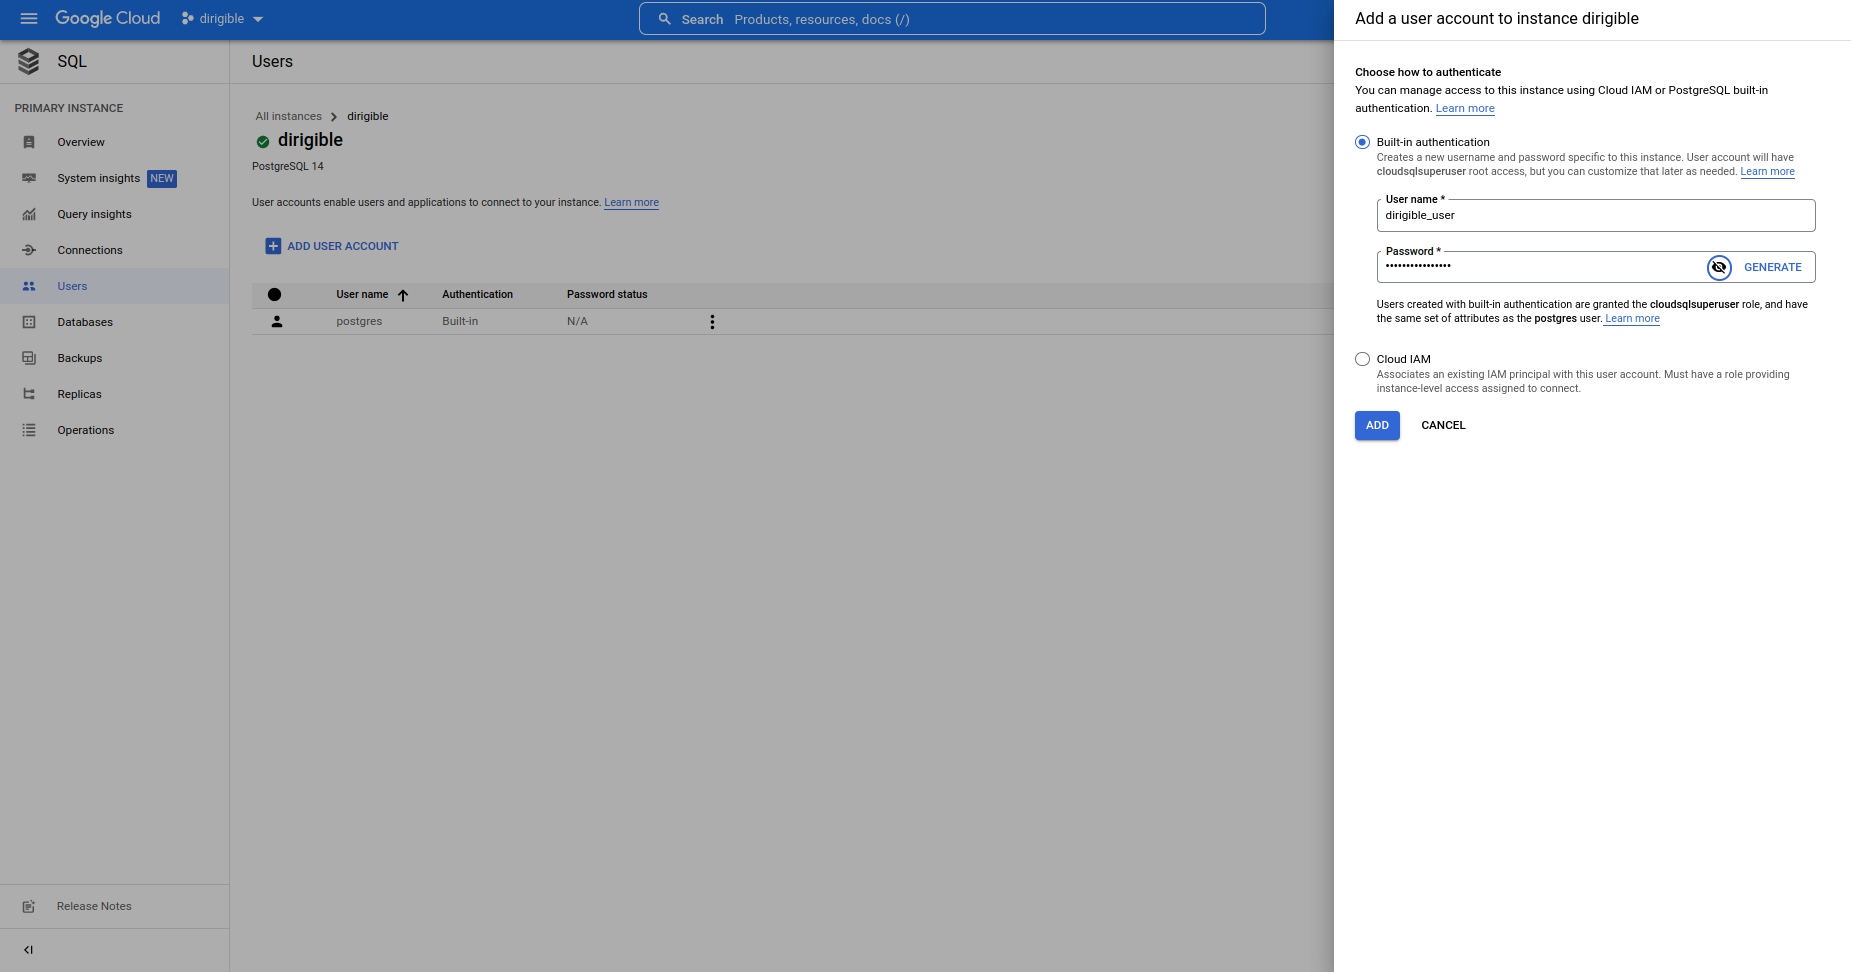 Google Cloud
dirigible
Search Products, resources, docs (/)
SQL
PRIMARY INSTANCE
Overview
System insights NEW
Query insights
Connections
Users
Databases
Backups
Replicas
Operations
Release Notes
Users
All instances dirigible
dirigible
PostgreSQL 14
User accounts enable users and applications to connect to your instance. Learn more
ADD USER ACCOUNT
User name Authentication Password status
postgres Built-in N/A
Add a user account to instance dirigible
Choose how to authenticate
You can manage access to this instance using Cloud IAM or PostgreSQL built-in
authentication. Learn more
Built-in authentication
Creates a new username and password specific to this instance. User account will have
cloudsqlsuperuser root access, but you can customize that later as needed. Learn more
User name *
dirigible_user
Password *
••••••••••••••••
GENERATE
Users created with built-in authentication are granted the cloudsqlsuperuser role, and have
the same set of attributes as the postgres user. Learn more
Cloud IAM
Associates an existing IAM principal with this user account. Must have a role providing
instance-level access assigned to connect.
ADD CANCEL